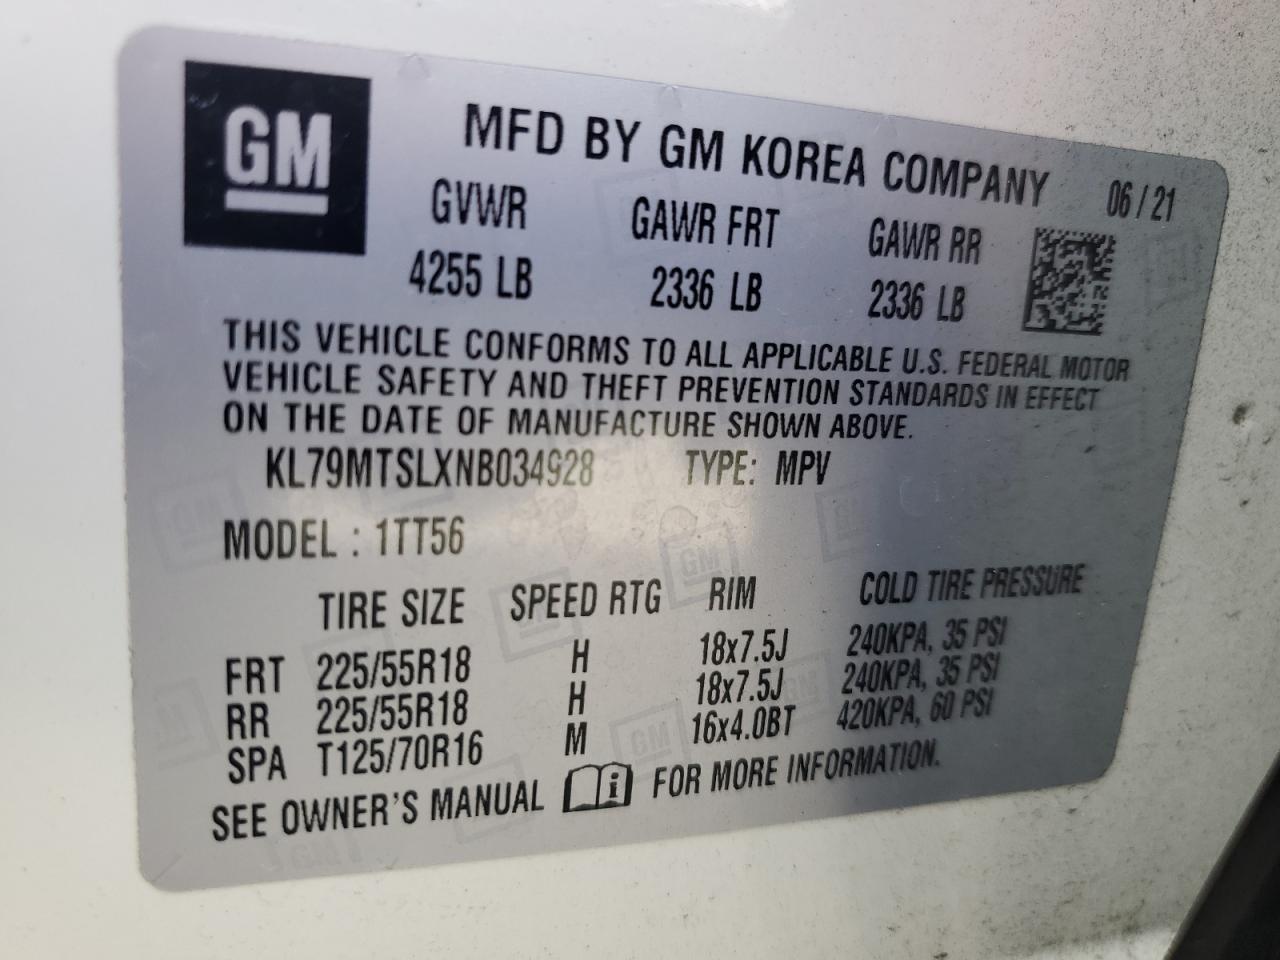 GM
MFD BY GM KOREA COMPANY 06 / 21
GVWR GAWR FRT GAWR RR
4255 LB 2336 LB 2336 LB
THIS VEHICLE CONFORMS TO ALL APPLICABLE U.S. FEDERAL MOTOR
VEHICLE SAFETY AND THEFT PREVENTION STANDARDS IN EFFECT
ON THE DATE OF MANUFACTURE SHOWN ABOVE.
KL79MTSLXNB034928 TYPE: MPV
MODEL : 1TT56
TIRE SIZE SPEED RTG RIM COLD TIRE PRESSURE
FRT 225/55R18 H 18x7.5J 240KPA, 35 PSI
RR 225/55R18 H 18x7.5J 240KPA, 35 PSI
SPA T125/70R16 M 16x4.0BT 420KPA, 60 PSI
SEE OWNER'S MANUAL i FOR MORE INFORMATION.